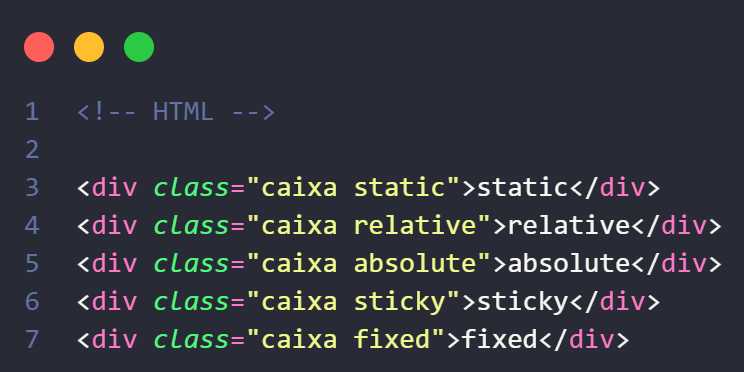 1 <!-- HTML -->
2
3 <div class="caixa static">static</div>
4 <div class="caixa relative">relative</div>
5 <div class="caixa absolute">absolute</div>
6 <div class="caixa sticky">sticky</div>
7 <div class="caixa fixed">fixed</div>